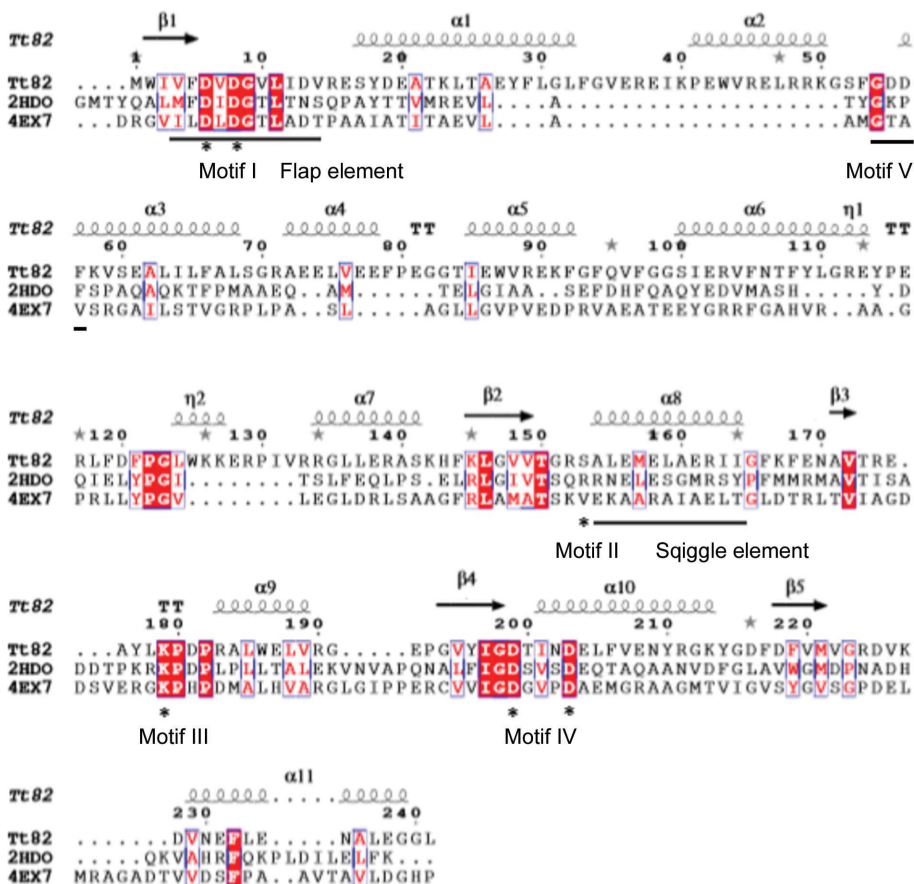 β1 α1 α2
Tt82
1 10 20 30 40 50
Tt82 ....MWIVFDVDGVLIDVRESYDEATKLTAEYFLGLFGVEREIKPEWVRELRRKGSFGDD
2HDO GMTYQALMFDIDGTLTNSQPAYTTVMREVL....A.................TYGKP
4EX7 ...DRGVILDLDGTLADTPAAIATITAEVL....A.................AMGTA
* *
Motif I Flap element Motif V
α3 α4 α5 α6 η1
Tt82 TT TT
60 70 80 90 100 110
Tt82 FKVSEALILFALSGRAEELVEEFPEGGTIEWVREKFGFQVFGGSIERVFNTFYLGREYPE
2HDO FSPAQAQKTFPMAAEQ..AM......TELGIAA..SEFDHFQAQYEDVMASH....Y.D
4EX7 VSRGAILSTVGRPLPA..SL.....AGLLGVPVEDPRVAEATEEYGRRFGAHVR..AA.G
η2 α7 β2 α8 β3
Tt82
120 130 140 150 160 170
Tt82 RLFDFPGLWKKERPIVRRGLLERASKHFKLGVVTGRSALEMELAERIIGFKFENAVTRE.
2HDO QIELYPGI........TSLFEQLPS.ELRLGIVTSQRRNELESGMRSYPFMMRMAVTISA
4EX7 PRLLYPGV........LEGLDRLSAAGFRLAMATSKVEKAARAIAELTGLDTRLTVIAGD
*
Motif II Sqiggle element
α9 β4 α10 β5
Tt82 TT
180 190 200 210 220
Tt82 ...AYLKPDPRALWELVRG.....EPGVYIGDTINDELFVENYRGKYGDFDFVMVGRDVK
2HDO DDTPKRKPDPLPLLTALEKVNVAPQNALFIGDSVSDEQTAQAANVDFGLAVWGMDPNADH
4EX7 DSVERGKPHPDMALHVARGLGIPPERCVVIGDGVPDAEMGRAAGMTVIGVSYGVSGPDEL
* * *
Motif III Motif IV
α11
Tt82
230 240
Tt82 .......DVNEFLE.....NALEGGL
2HDO .....QKVAHRFQKPLDILELFK...
4EX7 MRAGADTVVDSFPA..AVTAVLDGHP